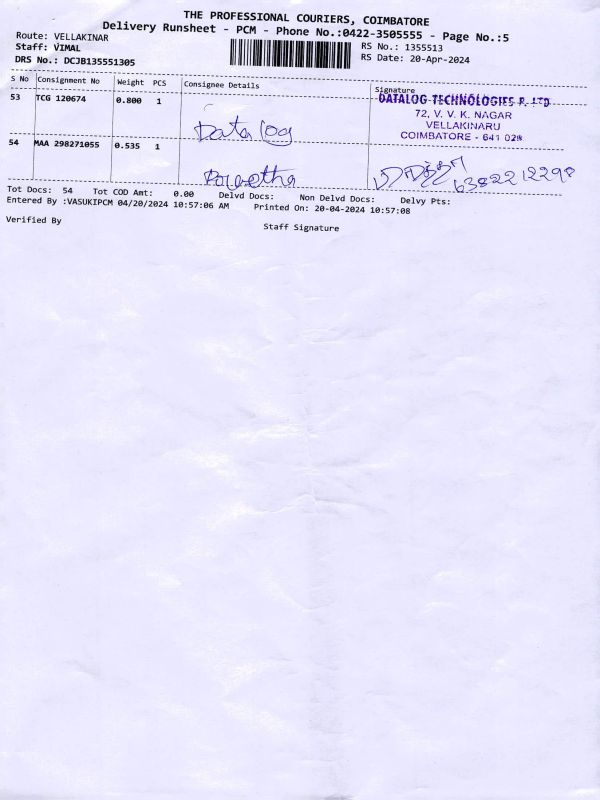 THE PROFESSIONAL COURIERS, COIMBATORE
Delivery Runsheet - PCM - Phone No.:0422-3505555 - Page No.:5
Route: VELLAKINAR
Staff: VIMAL
DRS No.: DCJB135551305
RS No.: 1355513
RS Date: 20-Apr-2024
S No Consignment No Weight PCS Consignee Details Signature
53 TCG 120674 0.800 1 Data log
DATALOG TECHNOLOGIES P. LTD
72, V. V. K. NAGAR
VELLAKINARU
COIMBATORE - 641 029
54 MAA 298271055 0.535 1
6382212298
Tot Docs: 54 Tot COD Amt: 0.00 Delvd Docs: Non Delvd Docs: Delvy Pts:
Entered By :VASUKIPCM 04/20/2024 10:57:06 AM Printed On: 20-04-2024 10:57:08
Verified By Staff Signature